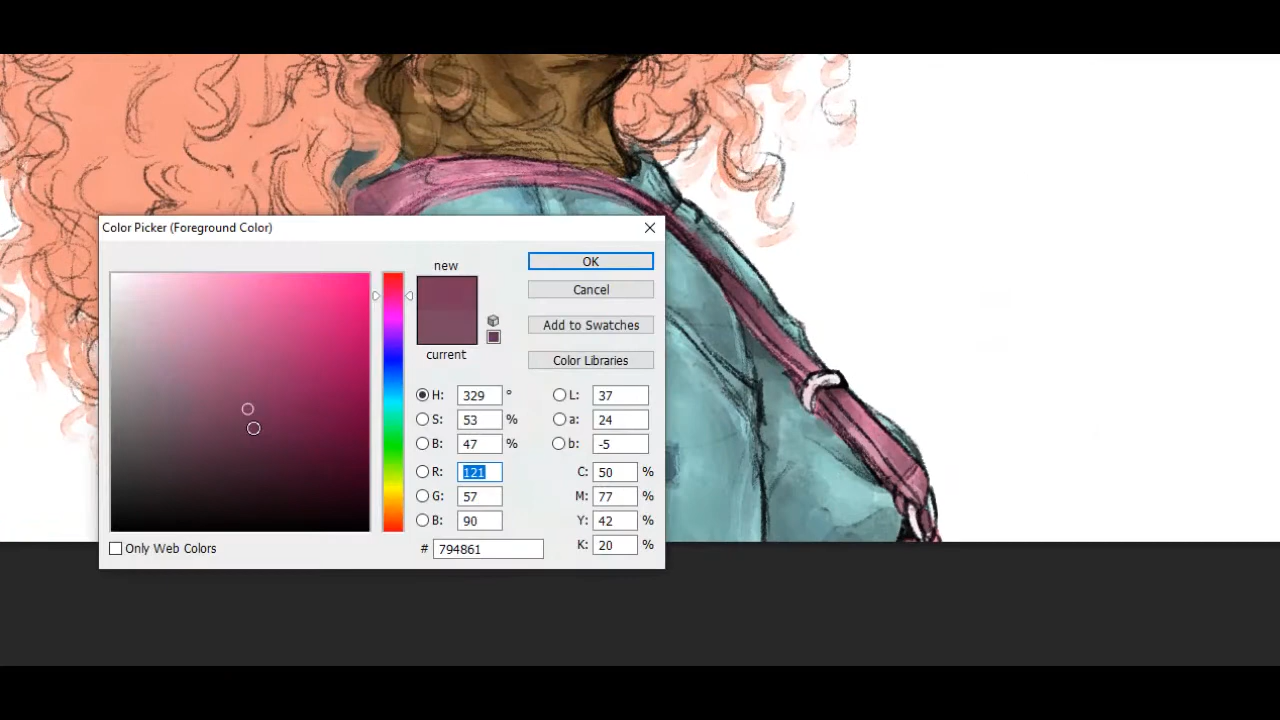 Color Picker (Foreground Color)
new
current
OK
Cancel
Add to Swatches
Color Libraries
H: 329 °
S: 53 %
B: 47 %
R: 121
G: 57
B: 90
L: 37
a: 24
b: -5
C: 50 %
M: 77 %
Y: 42 %
K: 20 %
# 794861
Only Web Colors